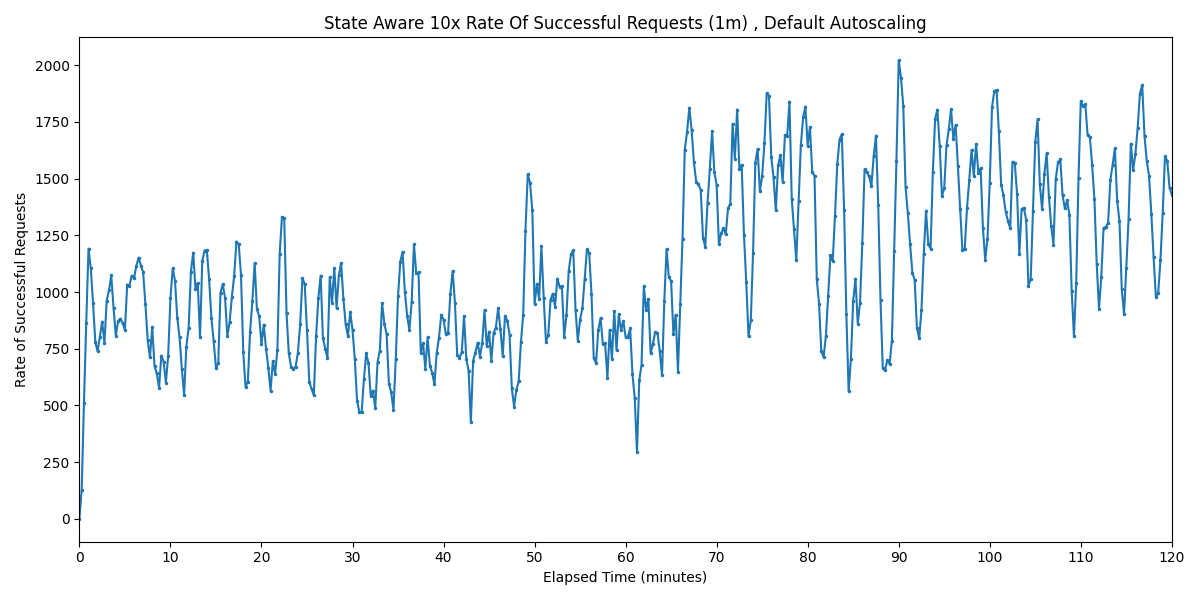 State Aware 10x Rate Of Successful Requests (1m) , Default Autoscaling
Rate of Successful Requests
2000
1750
1500
1250
1000
750
500
250
0
0 10 20 30 40 50 60 70 80 90 100 110 120
Elapsed Time (minutes)